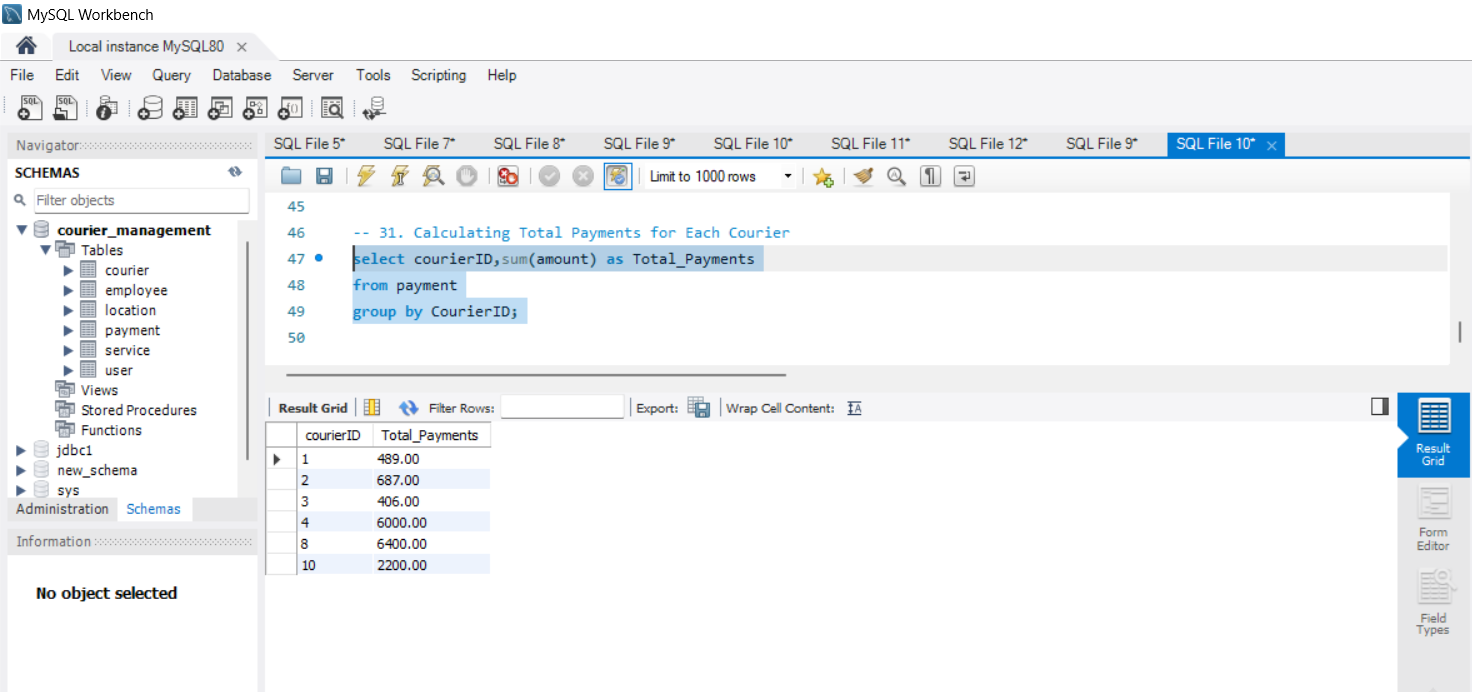 MySQL Workbench
Local instance MySQL80
File Edit View Query Database Server Tools Scripting Help
SQL SQL
Navigator
SCHEMAS
Filter objects
courier_management
Tables
courier
employee
location
payment
service
user
Views
Stored Procedures
Functions
jdbc1
new_schema
sys
Administration Schemas
Information
No object selected
SQL File 5* SQL File 7* SQL File 8* SQL File 9* SQL File 10* SQL File 11* SQL File 12* SQL File 9* SQL File 10*
Limit to 1000 rows
45
46 -- 31. Calculating Total Payments for Each Courier
47 select courierID,sum(amount) as Total_Payments
48 from payment
49 group by CourierID;
50
Result Grid Filter Rows: Export: Wrap Cell Content:
courierID Total_Payments
1 489.00
2 687.00
3 406.00
4 6000.00
8 6400.00
10 2200.00
Result
Grid
Form
Editor
Field
Types